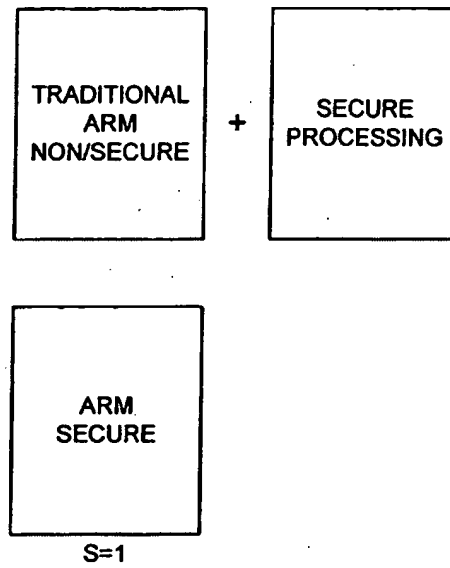 TRADITIONAL
ARM
NON/SECURE
+
SECURE
PROCESSING
ARM
SECURE
S=1